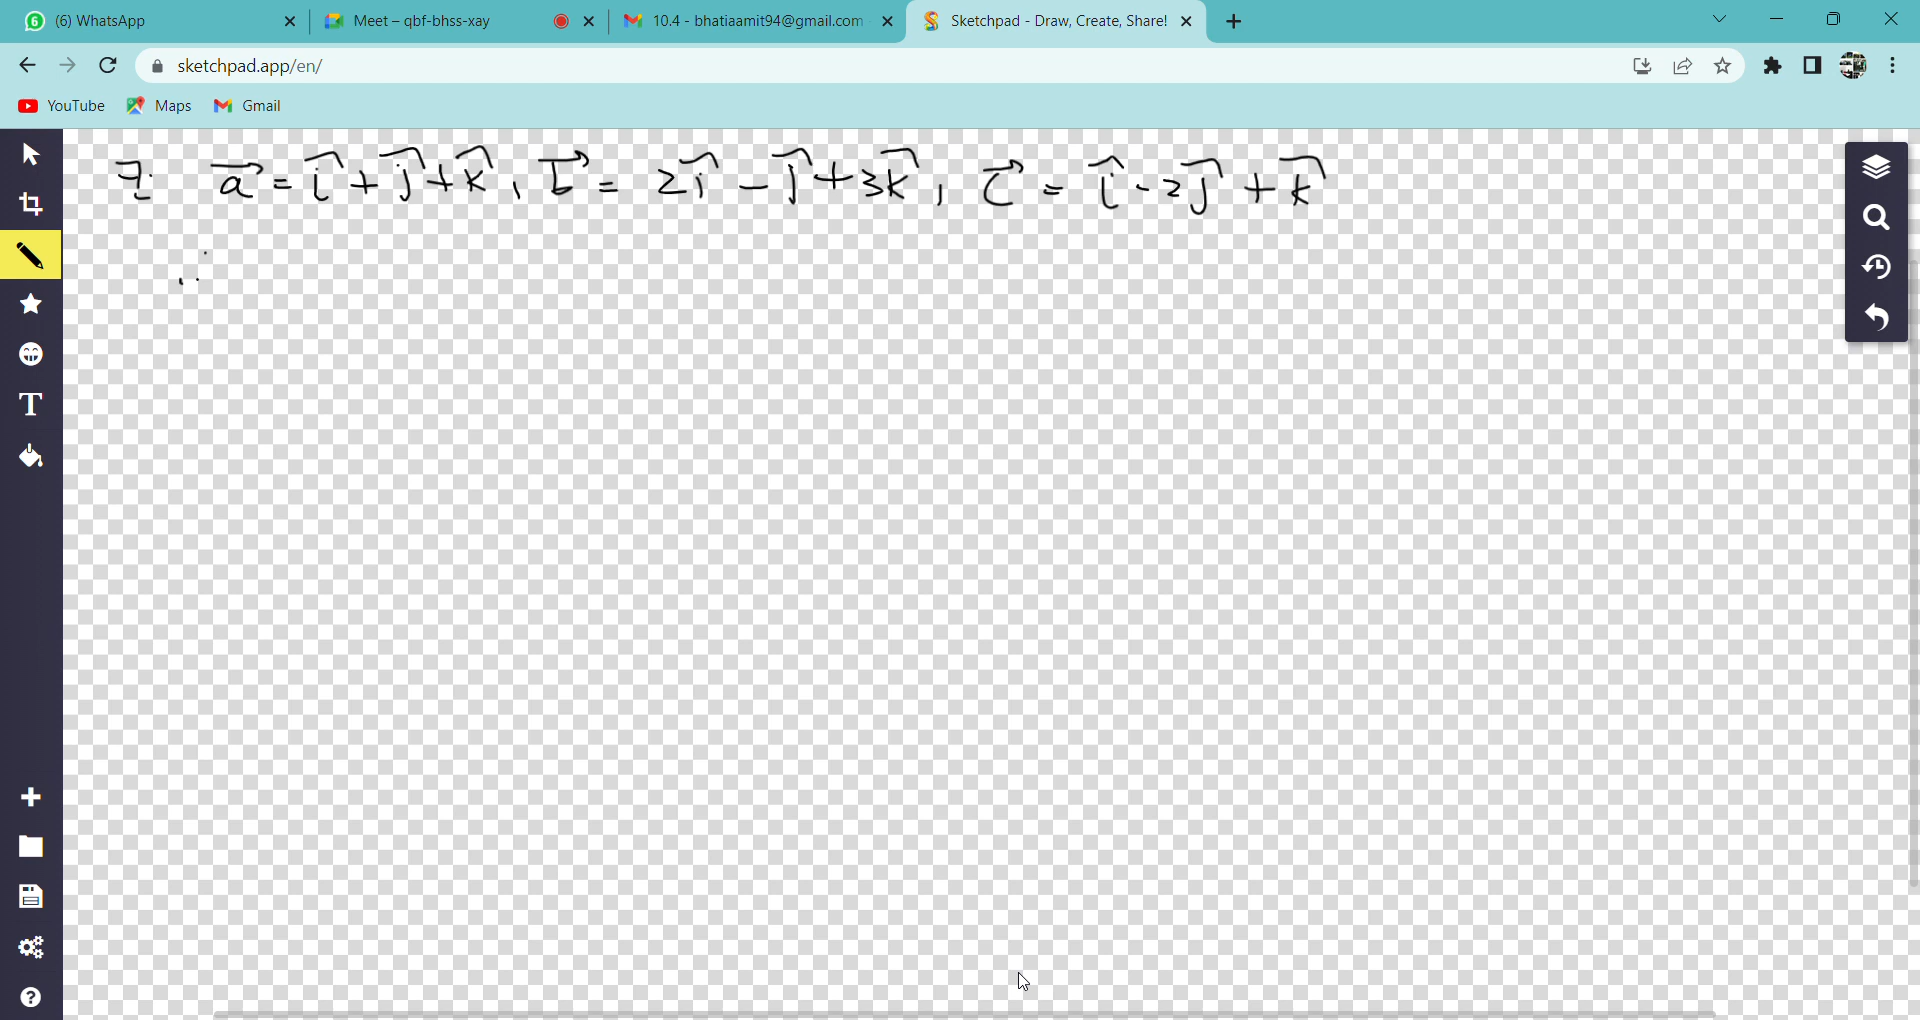 (6) WhatsApp
Meet – qbf-bhss-xay
10.4 - bhatiaamit94@gmail.com
Sketchpad - Draw, Create, Share!
sketchpad.app/en/
YouTube Maps Gmail
7. a⃗ = î + ĵ + k̂, b⃗ = 2î - ĵ + 3k̂, c⃗ = î - 2ĵ + k̂
∴
T